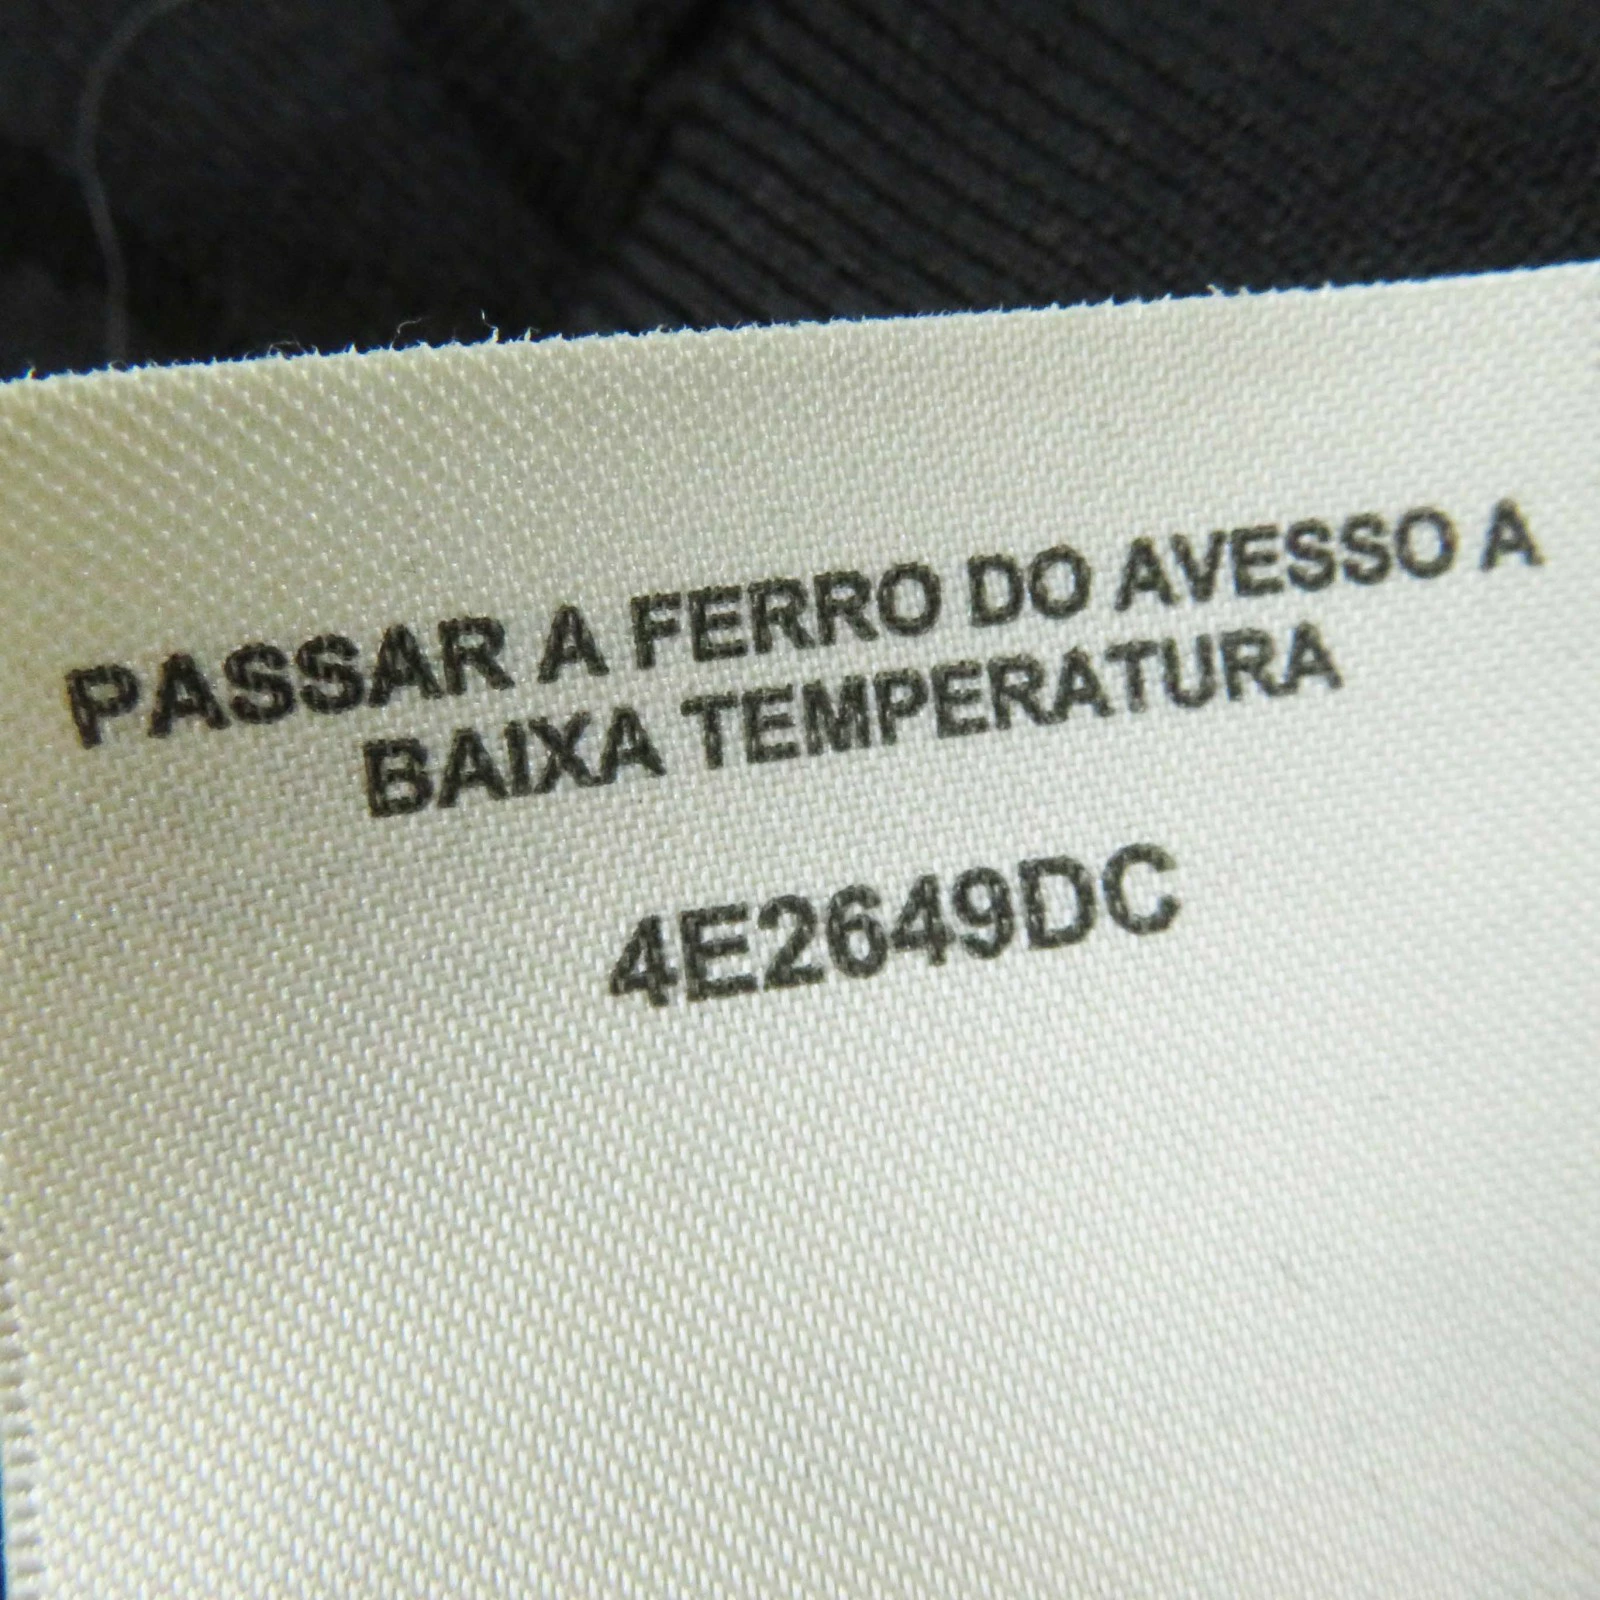 PASSAR A FERRO DO AVESSO A
BAIXA TEMPERATURA
4E2649DC